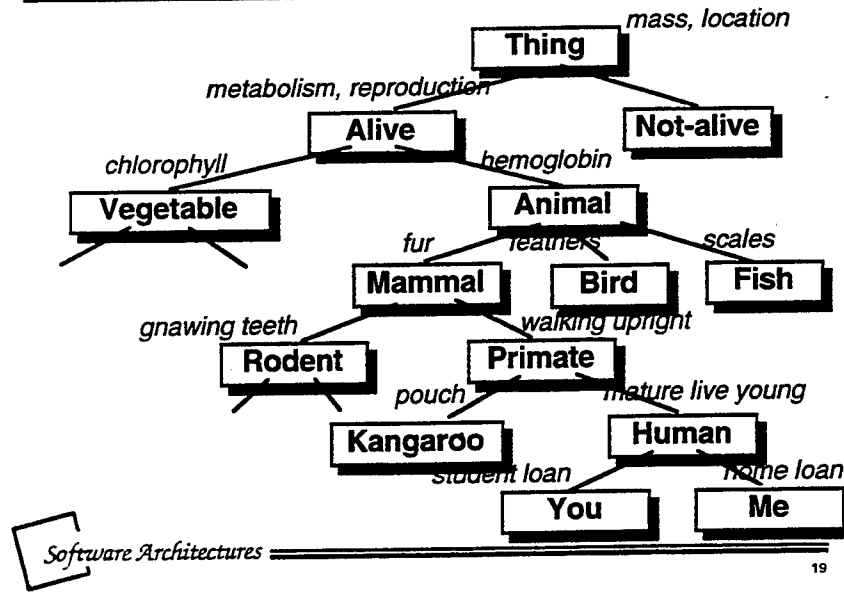 mass, location
Thing
metabolism, reproduction
Alive
Not-alive
chlorophyll
hemoglobin
Vegetable
Animal
fur
feathers
scales
Mammal
Bird
Fish
gnawing teeth
walking upright
Rodent
Primate
pouch
mature live young
Kangaroo
Human
student loan
home loan
You
Me
Software Architectures
19